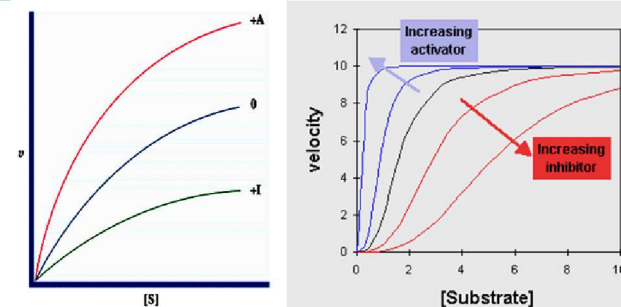 +A
0
+I
v
[S]
12
10
8
6
4
2
0
velocity
Increasing
activator
Increasing
inhibitor
0
2
4
6
8
10
[Substrate]